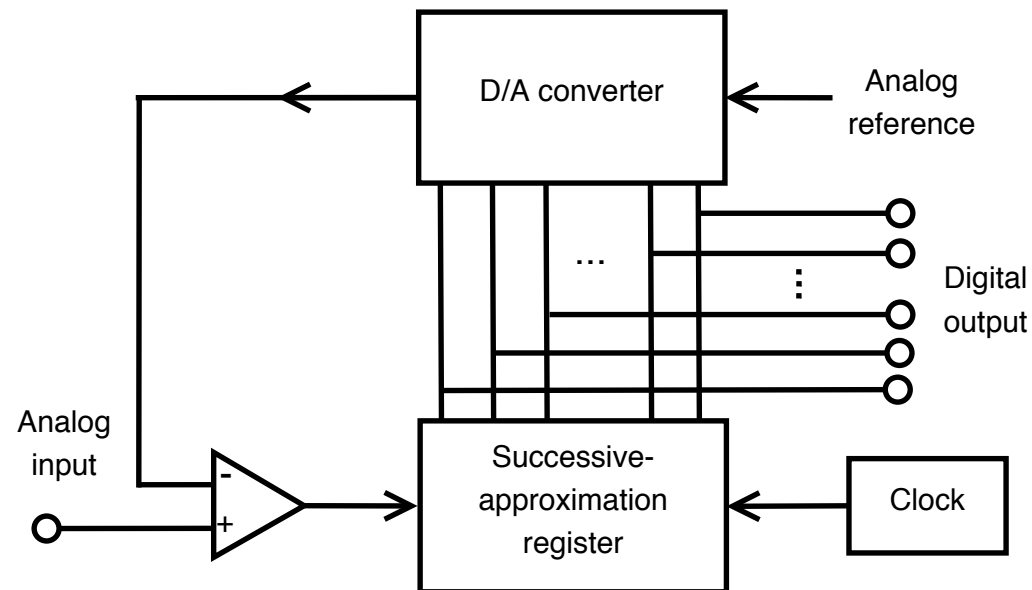 D/A converter
Analog
reference
...
...
Digital
output
Analog
input
-
+
Successive-
approximation
register
Clock